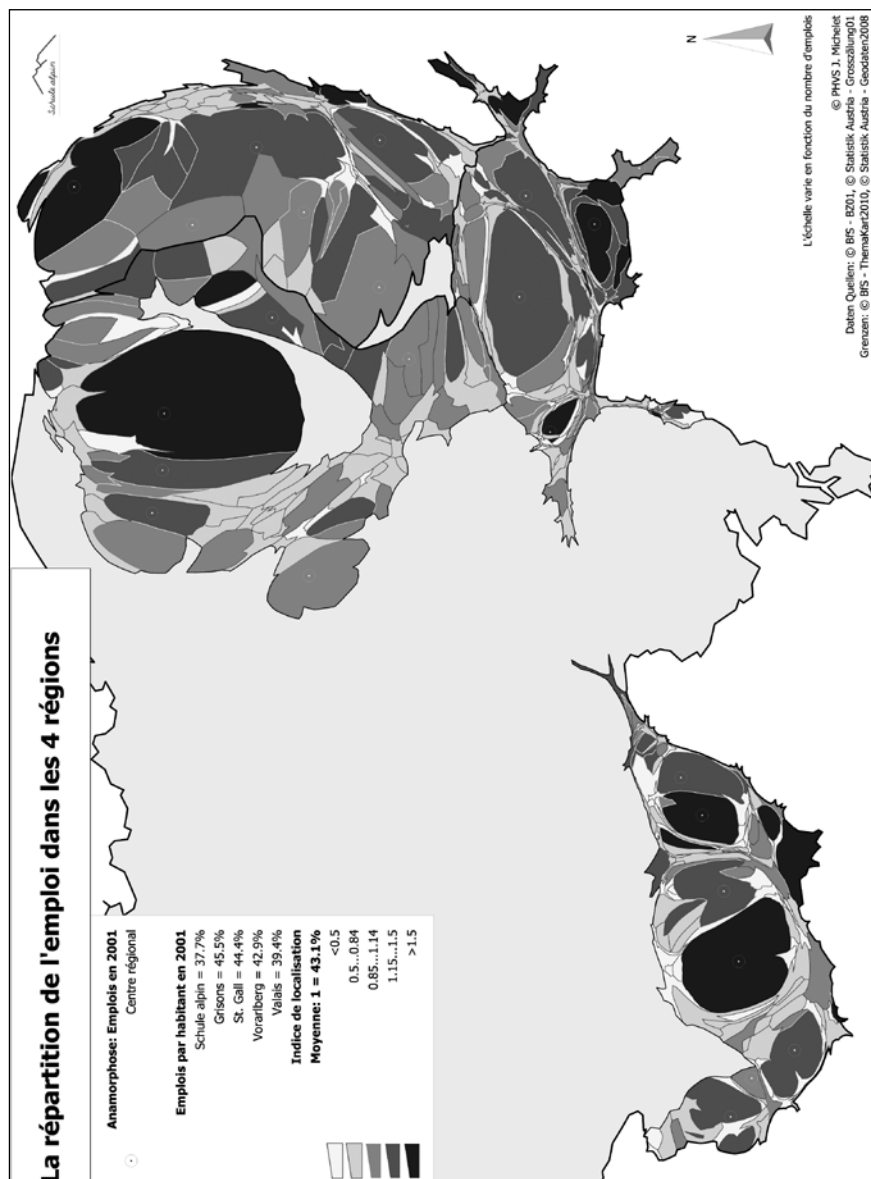 La répartition de l'emploi dans les 4 régions
Anamorphose: Emplois en 2001
Centre régional
Emplois par habitant en 2001
Schule alpin = 37.7%
Grisons = 45.5%
St. Gall = 44.4%
Vorarlberg = 42.9%
Valais = 39.4%
Indice de localisation
Moyenne: 1 = 43.1%
<0.5
0.5...0.84
0.85...1.14
1.15...1.5
>1.5
Schule alpin
N
L'échelle varie en fonction du nombre d'emplois
© PHVS J. Michelet
Daten Quellen: © BfS - BZ01, © Statistik Austria - Grosszälung01
Grenzen: © BfS - ThemaKart2010, © Statistik Austria - Geodaten2008